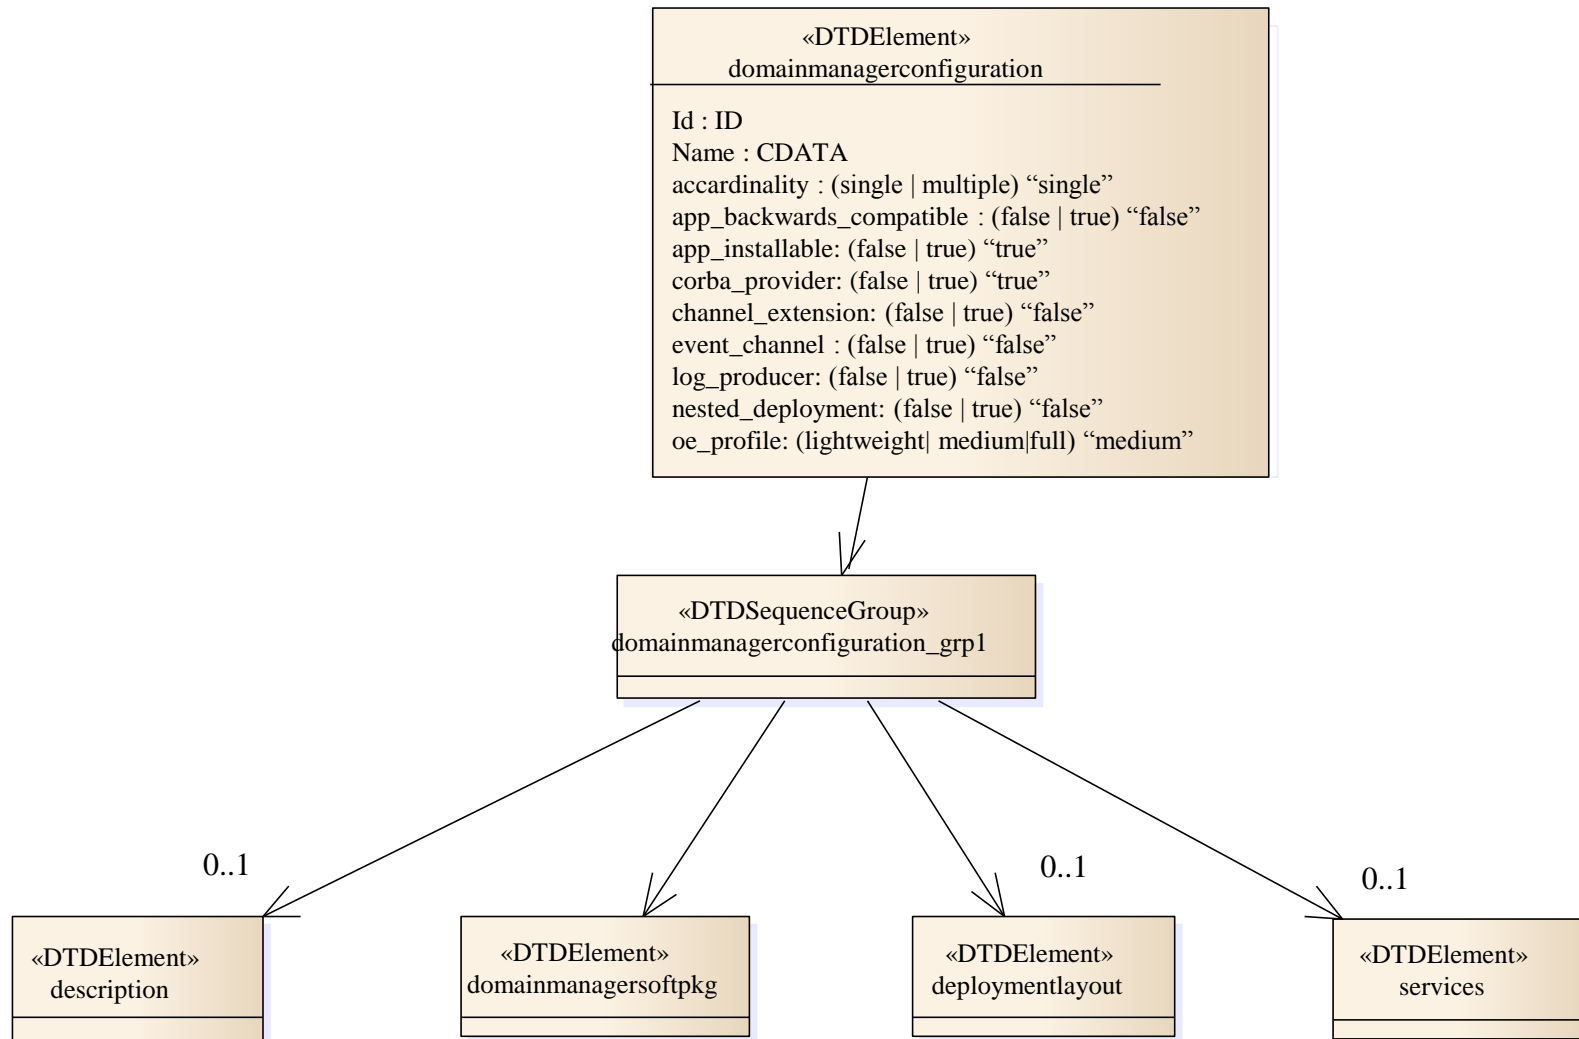 «DTDElement»
domainmanagerconfiguration
Id : ID
Name : CDATA
accardinality : (single | multiple) “single”
app_backwards_compatible : (false | true) “false”
app_installable: (false | true) “true”
corba_provider: (false | true) “true”
channel_extension: (false | true) “false”
event_channel : (false | true) “false”
log_producer: (false | true) “false”
nested_deployment: (false | true) “false”
oe_profile: (lightweight| medium|full) “medium”
«DTDSequenceGroup»
domainmanagerconfiguration_grp1
0..1
0..1
0..1
«DTDElement»
description
«DTDElement»
domainmanagersoftpkg
«DTDElement»
deploymentlayout
«DTDElement»
services